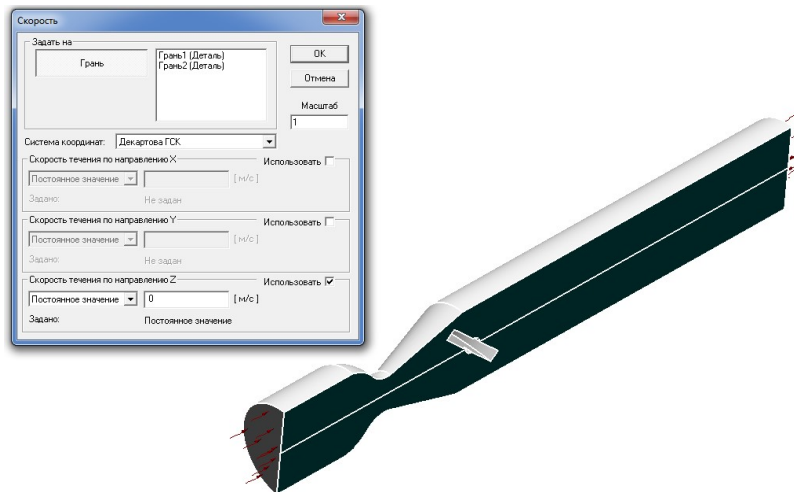 Скорость
Задать на
Грань
Грань1 (Деталь)
Грань2 (Деталь)
OK
Отмена
Масштаб
1
Система координат: Декартова ГСК
Скорость течения по направлению X Использовать
Постоянное значение [ м/с ]
Задано: Не задан
Скорость течения по направлению Y Использовать
Постоянное значение [ м/с ]
Задано: Не задан
Скорость течения по направлению Z Использовать
Постоянное значение 0 [ м/с ]
Задано: Постоянное значение